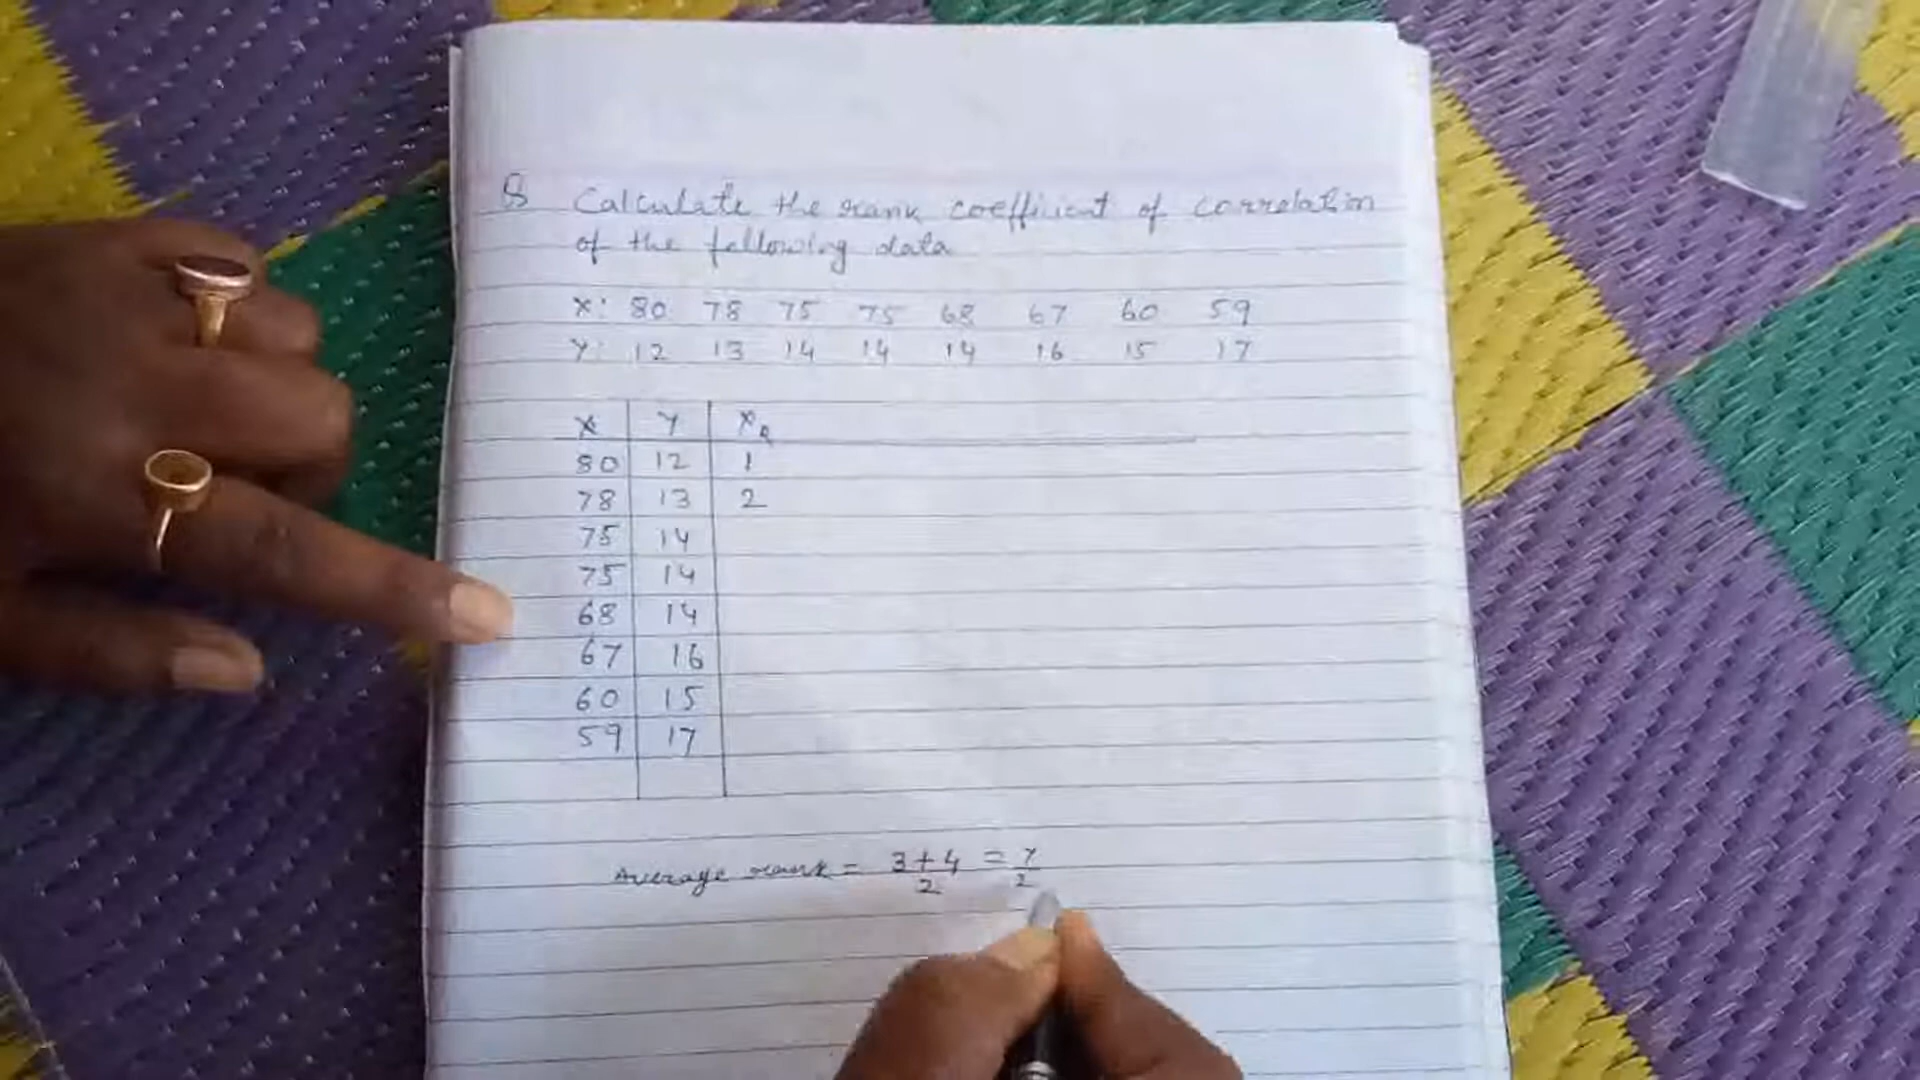 Q Calculate the rank coefficient of correlation
of the following data
X: 80 78 75 75 68 67 60 59
Y: 12 13 14 14 14 16 15 17
X Y X_R
80 12 1
78 13 2
75 14
75 14
68 14
67 16
60 15
59 17
Average rank = 3+4/2 = 7/2